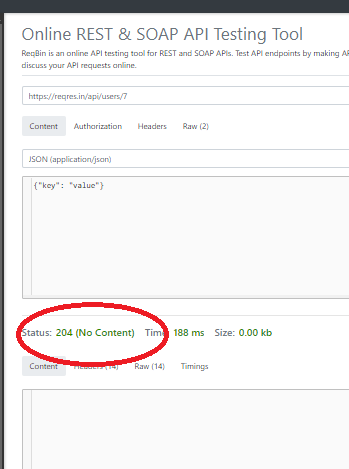 Online REST & SOAP API Testing Tool
ReqBin is an online API testing tool for REST and SOAP APIs. Test API endpoints by making AP
discuss your API requests online.
https://reqres.in/api/users/7
Content Authorization Headers Raw (2)
JSON (application/json)
{"key": "value"}
Status: 204 (No Content) Time: 188 ms Size: 0.00 kb
Content Headers (14) Raw (14) Timings